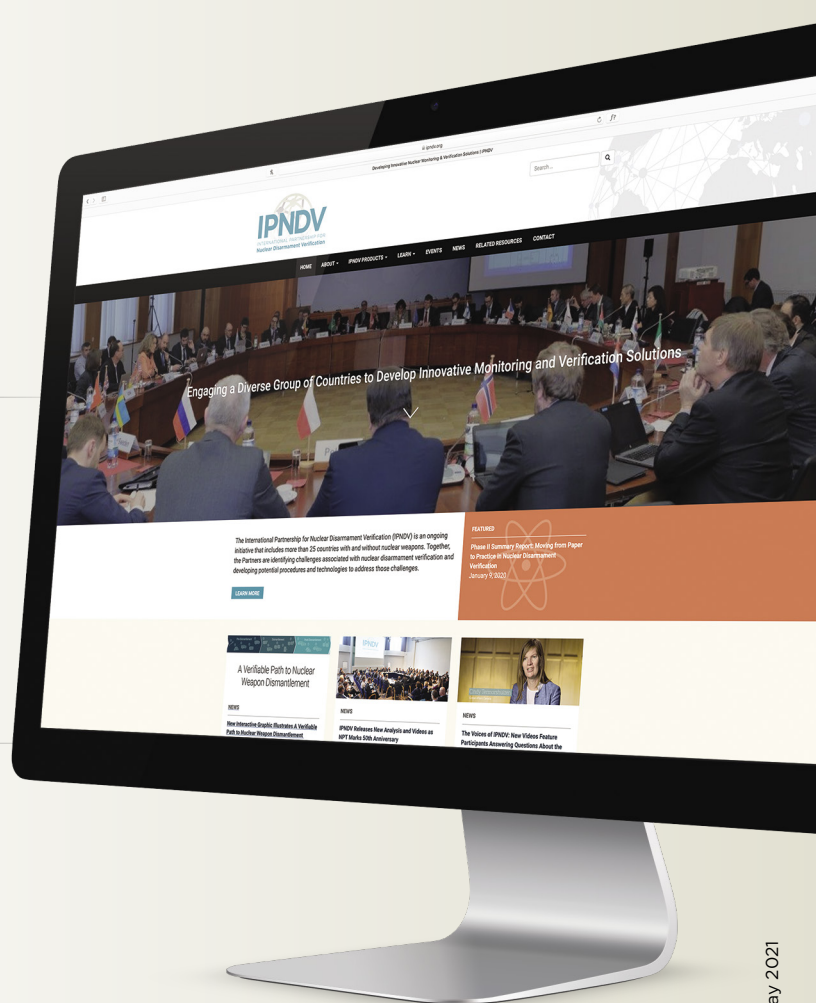 ipndv.org
Developing Innovative Nuclear Monitoring & Verification Solutions | IPNDV
Search...
IPNDV
INTERNATIONAL PARTNERSHIP FOR
Nuclear Disarmament Verification
HOME ABOUT IPNDV PRODUCTS LEARN EVENTS NEWS RELATED RESOURCES CONTACT
Engaging a Diverse Group of Countries to Develop Innovative Monitoring and Verification Solutions
The International Partnership for Nuclear Disarmament Verification (IPNDV) is an ongoing
initiative that includes more than 25 countries with and without nuclear weapons. Together,
the Partners are identifying challenges associated with nuclear disarmament verification and
developing potential procedures and technologies to address those challenges.
LEARN MORE
FEATURED
Phase II Summary Report: Moving from Paper
to Practice in Nuclear Disarmament
Verification
January 9, 2020
A Verifiable Path to Nuclear
Weapon Dismantlement
NEWS
New Interactive Graphic Illustrates A Verifiable
Path to Nuclear Weapon Dismantlement
IPNDV
NEWS
IPNDV Releases New Analysis and Videos as
NPT Marks 50th Anniversary
NEWS
The Voices of IPNDV: New Videos Feature
Participants Answering Questions About the
ay 2021